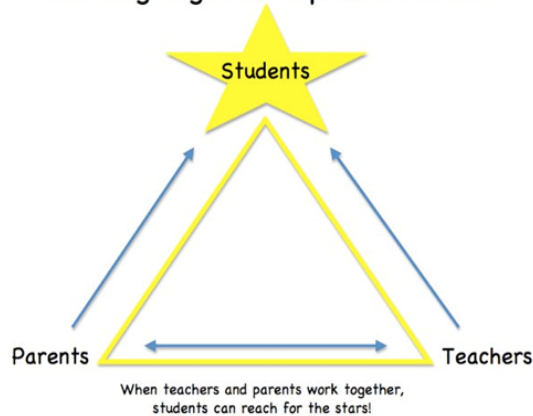 Students
Parents
Teachers
When teachers and parents work together,
students can reach for the stars!